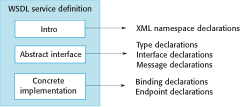 WSDL service definition
Intro
XML namespace declarations
Abstract interface
Type declarations
Interface declarations
Message declarations
Concrete
implementation
Binding declarations
Endpoint declarations